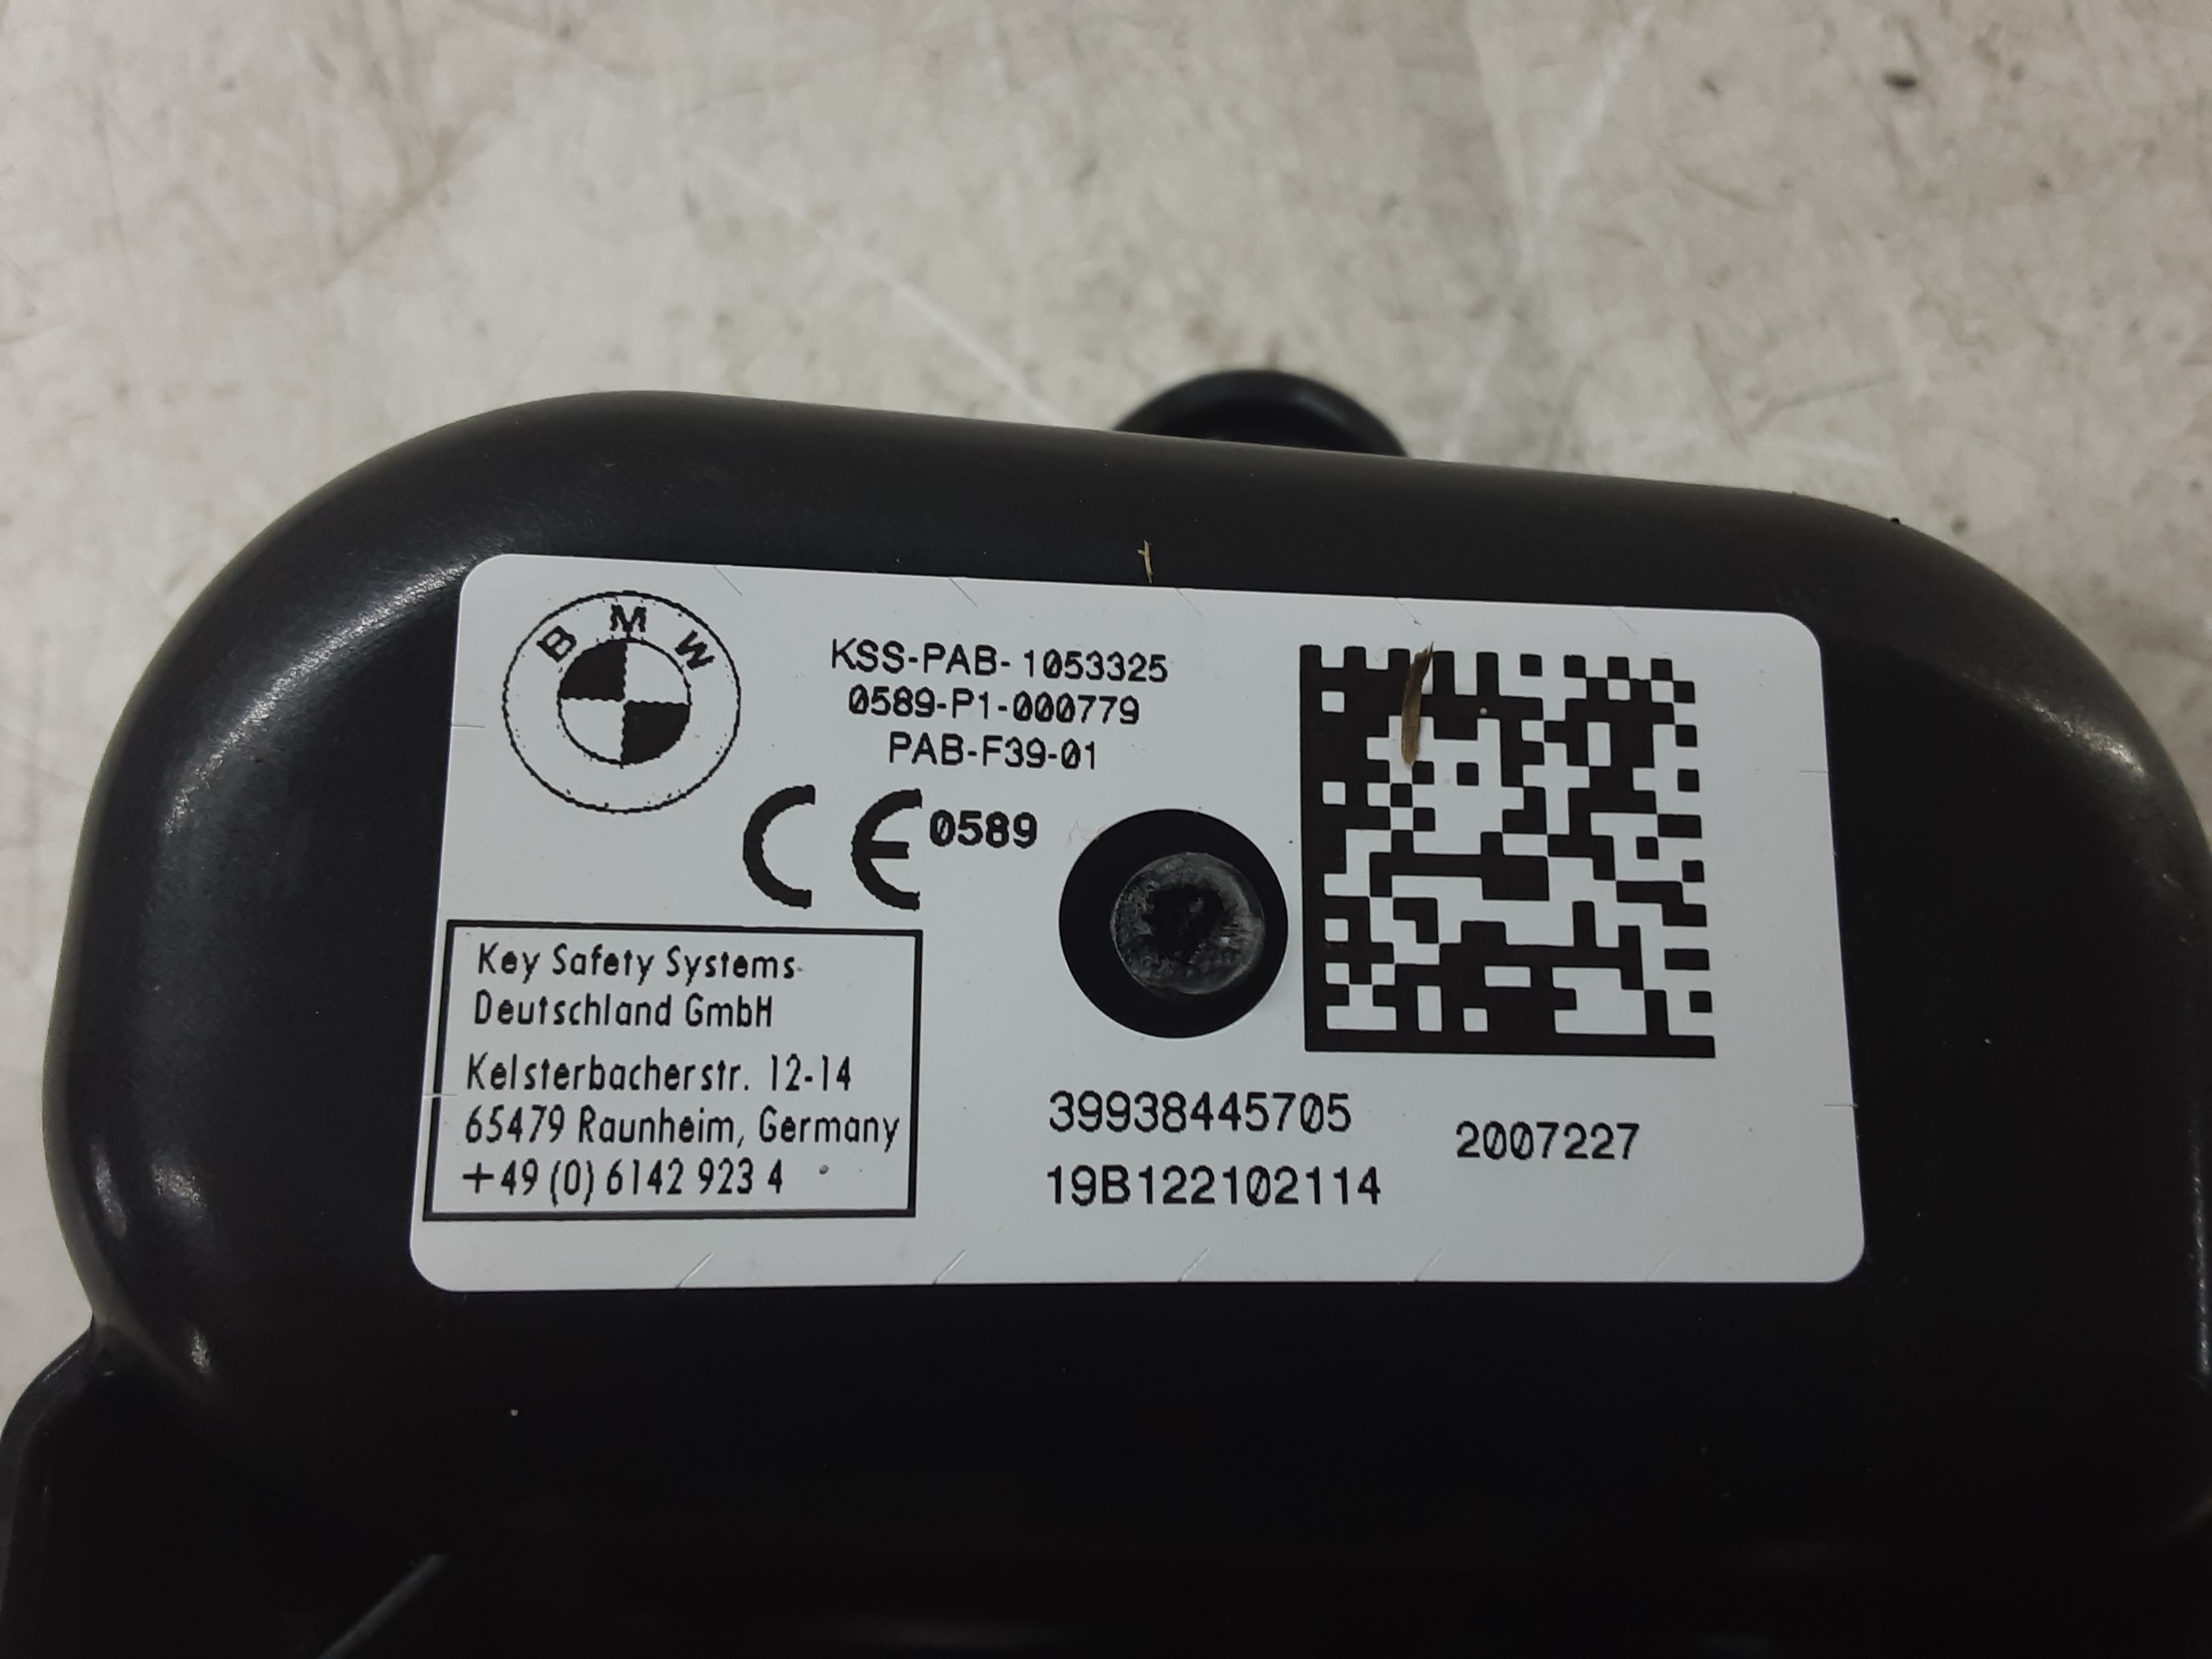 BMW
KSS-PAB-1053325
0589-P1-000779
PAB-F39-01
CE 0589
Key Safety Systems
Deutschland GmbH
Kelsterbacherstr. 12-14
65479 Raunheim, Germany
+49 (0) 6142 923 4
39938445705
2007227
19B122102114